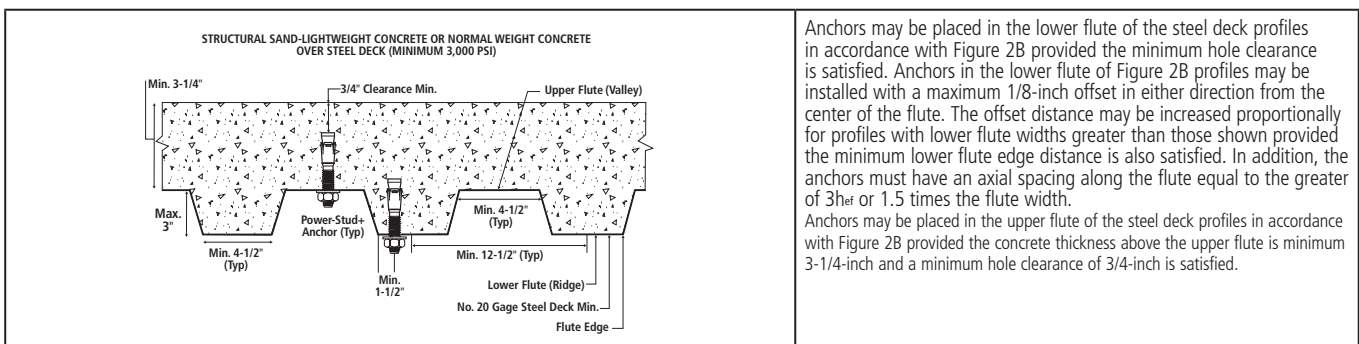 STRUCTURAL SAND-LIGHTWEIGHT CONCRETE OR NORMAL WEIGHT CONCRETE
OVER STEEL DECK (MINIMUM 3,000 PSI)
Min. 3-1/4"
3/4" Clearance Min.
Upper Flute (Valley)
Max.
3"
Min. 4-1/2"
(Typ)
Power-Stud+
Anchor (Typ)
Min.
1-1/2"
Min. 4-1/2"
(Typ)
Min. 12-1/2" (Typ)
Lower Flute (Ridge)
No. 20 Gage Steel Deck Min.
Flute Edge
Anchors may be placed in the lower flute of the steel deck profiles
in accordance with Figure 2B provided the minimum hole clearance
is satisfied. Anchors in the lower flute of Figure 2B profiles may be
installed with a maximum 1/8-inch offset in either direction from the
center of the flute. The offset distance may be increased proportionally
for profiles with lower flute widths greater than those shown provided
the minimum lower flute edge distance is also satisfied. In addition, the
anchors must have an axial spacing along the flute equal to the greater
of 3hef or 1.5 times the flute width.
Anchors may be placed in the upper flute of the steel deck profiles in accordance
with Figure 2B provided the concrete thickness above the upper flute is minimum
3-1/4-inch and a minimum hole clearance of 3/4-inch is satisfied.